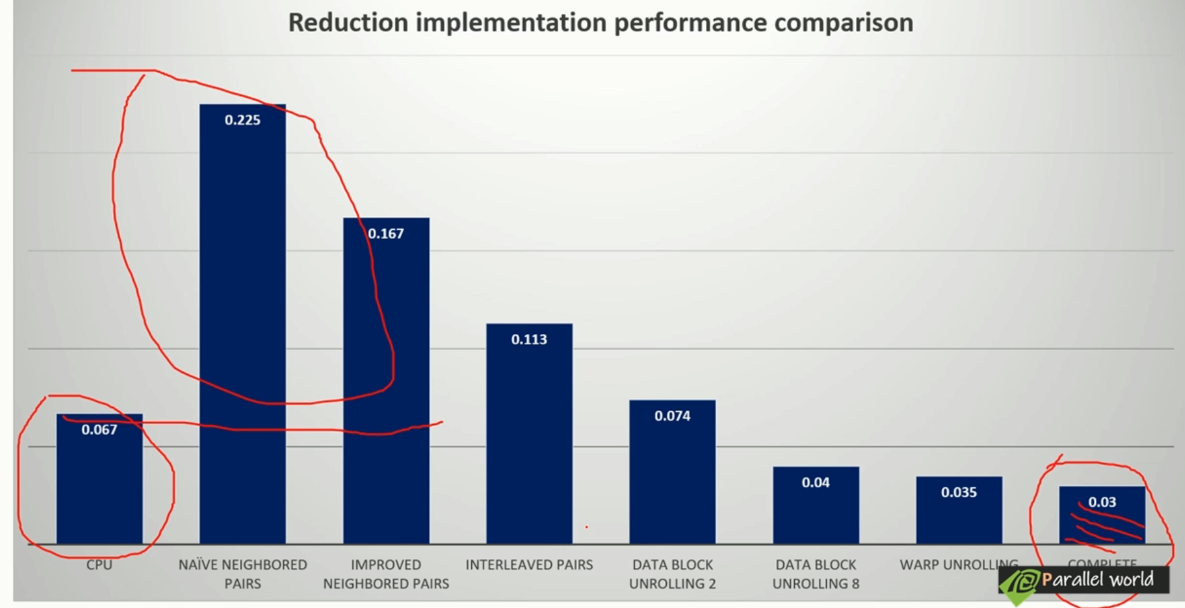 Reduction implementation performance comparison
0.225
0.167
0.113
0.067
0.074
0.04
0.035
0.03
CPU
NAÏVE NEIGHBORED
PAIRS
IMPROVED
NEIGHBORED PAIRS
INTERLEAVED PAIRS
DATA BLOCK
UNROLLING 2
DATA BLOCK
UNROLLING 8
WARP UNROLLING
COMPLETE
Parallel world